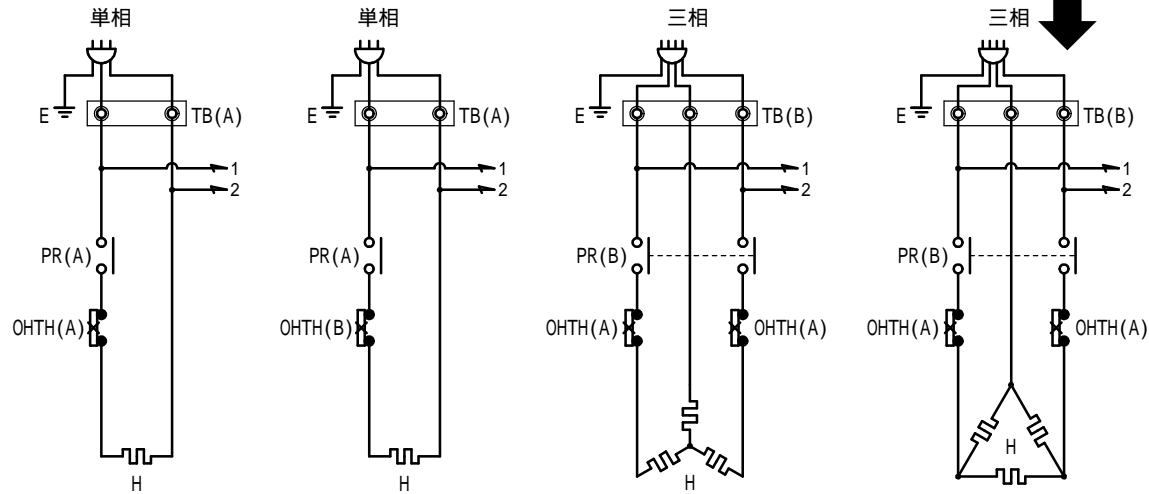 単相
単相
三相
三相
E TB(A)
E TB(A)
E TB(B)
E TB(B)
1
1
1
1
2
2
2
2
PR(A)
PR(A)
PR(B)
PR(B)
OHTH(A)
OHTH(B)
OHTH(A) OHTH(A)
OHTH(A) OHTH(A)
H
H
H
H